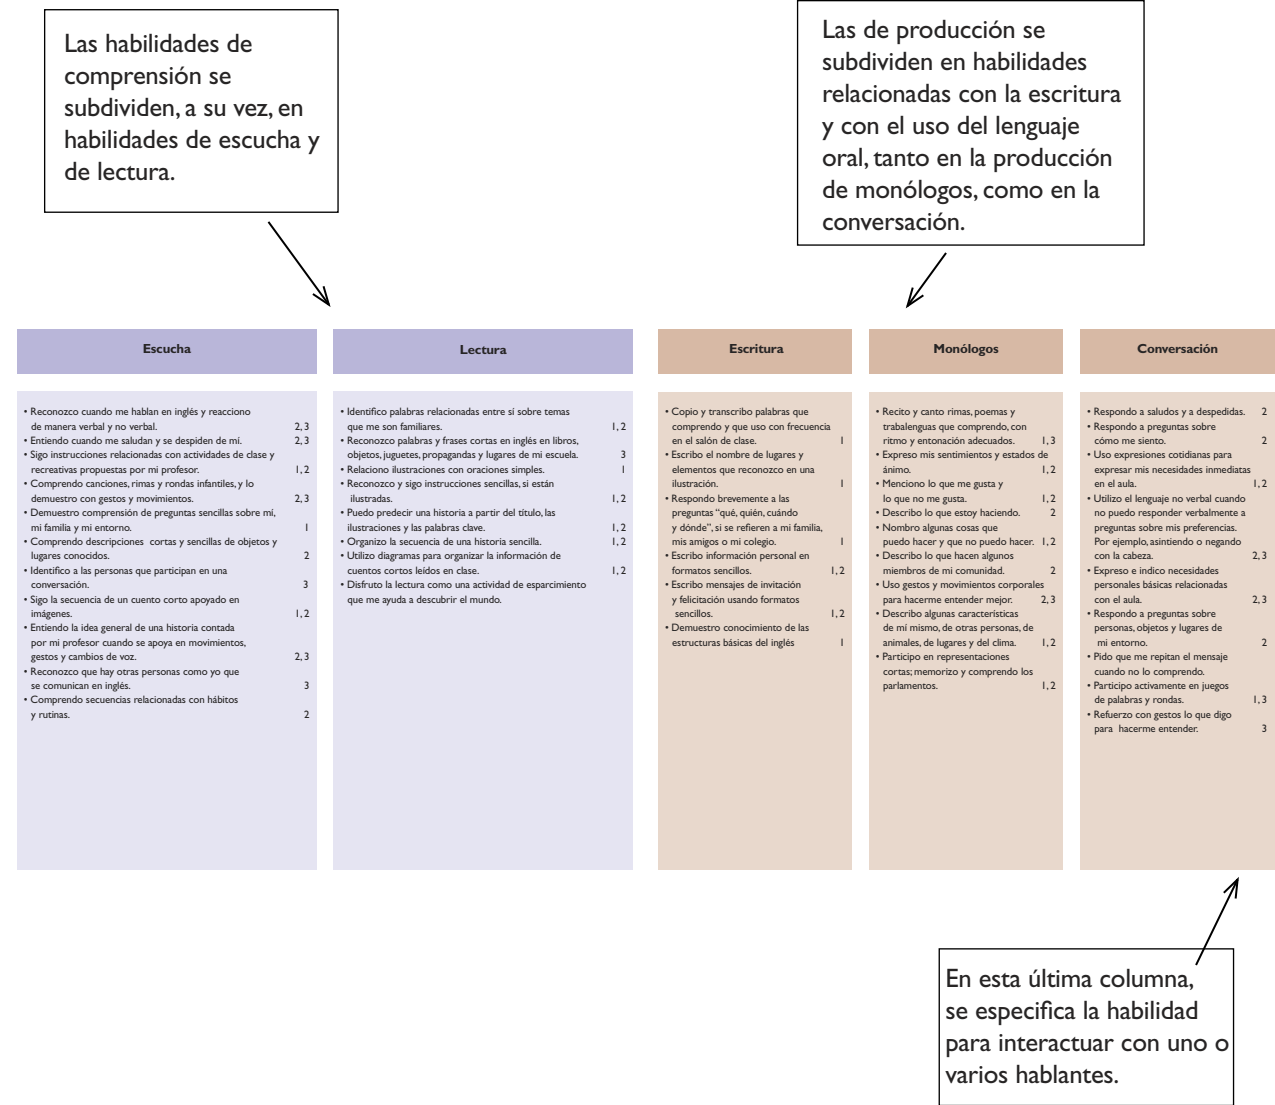 Las habilidades de
comprensión se
subdividen, a su vez, en
habilidades de escucha y
de lectura.
Las de producción se
subdividen en habilidades
relacionadas con la escritura
y con el uso del lenguaje
oral, tanto en la producción
de monólogos, como en la
conversación.
Escucha
• Reconozco cuando me hablan en inglés y reacciono
de manera verbal y no verbal. 2, 3
• Entiendo cuando me saludan y se despiden de mí. 2, 3
• Sigo instrucciones relacionadas con actividades de clase y
recreativas propuestas por mi profesor. 1, 2
• Comprendo canciones, rimas y rondas infantiles, y lo
demuestro con gestos y movimientos. 2, 3
• Demuestro comprensión de preguntas sencillas sobre mí,
mi familia y mi entorno. 1
• Comprendo descripciones cortas y sencillas de objetos y
lugares conocidos. 2
• Identifico a las personas que participan en una
conversación. 3
• Sigo la secuencia de un cuento corto apoyado en
imágenes. 1, 2
• Entiendo la idea general de una historia contada
por mi profesor cuando se apoya en movimientos,
gestos y cambios de voz. 2, 3
• Reconozco que hay otras personas como yo que
se comunican en inglés. 3
• Comprendo secuencias relacionadas con hábitos
y rutinas. 2
Lectura
• Identifico palabras relacionadas entre sí sobre temas
que me son familiares. 1, 2
• Reconozco palabras y frases cortas en inglés en libros,
objetos, juguetes, propagandas y lugares de mi escuela. 3
• Relaciono ilustraciones con oraciones simples. 1
• Reconozco y sigo instrucciones sencillas, si están
ilustradas. 1, 2
• Puedo predecir una historia a partir del título, las
ilustraciones y las palabras clave. 1, 2
• Organizo la secuencia de una historia sencilla. 1, 2
• Utilizo diagramas para organizar la información de
cuentos cortos leídos en clase. 1, 2
• Disfruto la lectura como una actividad de esparcimiento
que me ayuda a descubrir el mundo.
Escritura
• Copio y transcribo palabras que
comprendo y que uso con frecuencia
en el salón de clase. 1
• Escribo el nombre de lugares y
elementos que reconozco en una
ilustración. 1
• Respondo brevemente a las
preguntas “qué, quién, cuándo
y dónde”, si se refieren a mi familia,
mis amigos o mi colegio. 1
• Escribo información personal en
formatos sencillos. 1, 2
• Escribo mensajes de invitación
y felicitación usando formatos
sencillos. 1, 2
• Demuestro conocimiento de las
estructuras básicas del inglés 1
Monólogos
• Recito y canto rimas, poemas y
trabalenguas que comprendo, con
ritmo y entonación adecuados. 1, 3
• Expreso mis sentimientos y estados de
ánimo. 1, 2
• Menciono lo que me gusta y
lo que no me gusta. 1, 2
• Describo lo que estoy haciendo. 2
• Nombro algunas cosas que
puedo hacer y que no puedo hacer. 1, 2
• Describo lo que hacen algunos
miembros de mi comunidad. 2
• Uso gestos y movimientos corporales
para hacerme entender mejor. 2, 3
• Describo algunas características
de mí mismo, de otras personas, de
animales, de lugares y del clima. 1, 2
• Participo en representaciones
cortas; memorizo y comprendo los
parlamentos. 1, 2
Conversación
• Respondo a saludos y a despedidas. 2
• Respondo a preguntas sobre
cómo me siento. 2
• Uso expresiones cotidianas para
expresar mis necesidades inmediatas
en el aula. 1, 2
• Utilizo el lenguaje no verbal cuando
no puedo responder verbalmente a
preguntas sobre mis preferencias.
Por ejemplo, asintiendo o negando
con la cabeza. 2, 3
• Expreso e indico necesidades
personales básicas relacionadas
con el aula. 2, 3
• Respondo a preguntas sobre
personas, objetos y lugares de
mi entorno. 2
• Pido que me repitan el mensaje
cuando no lo comprendo.
• Participo activamente en juegos
de palabras y rondas. 1, 3
• Refuerzo con gestos lo que digo
para hacerme entender. 3
En esta última columna,
se especifica la habilidad
para interactuar con uno o
varios hablantes.